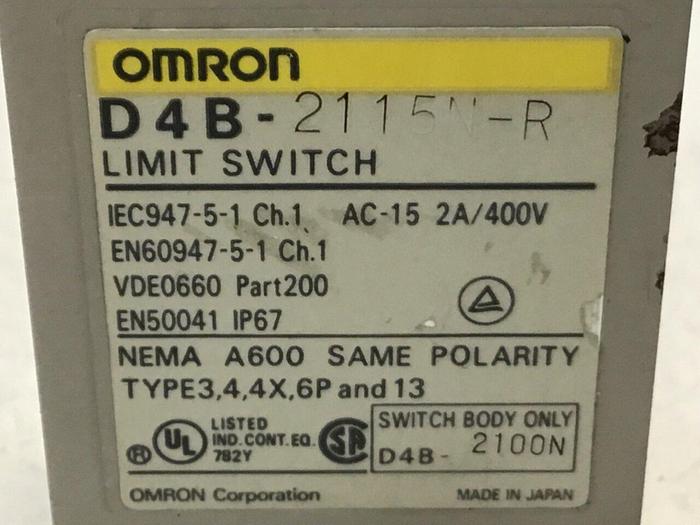 OMRON
D4B-2115N-R
LIMIT SWITCH
IEC947-5-1 Ch.1 AC-15 2A/400V
EN60947-5-1 Ch.1
VDE0660 Part200
EN50041 IP67
NEMA A600 SAME POLARITY
TYPE3,4,4X,6P and 13
® UL LISTED
IND.CONT.EQ.
782Y
SA
SWITCH BODY ONLY
D4B-2100N
OMRON Corporation MADE IN JAPAN